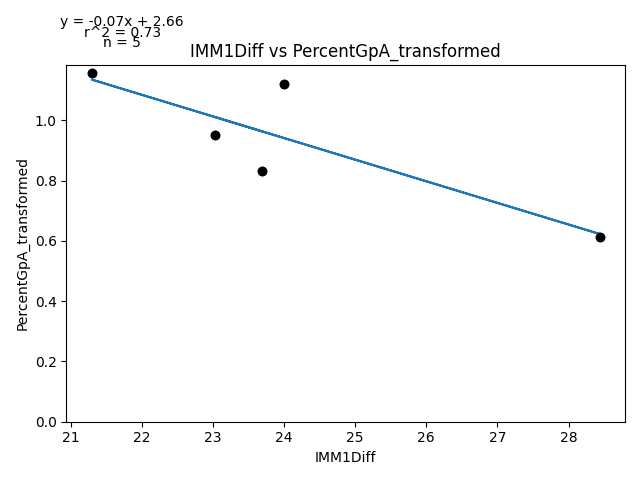 y = -0.07x + 2.66
r^2 = 0.73
n = 5
IMM1Diff vs PercentGpA_transformed
1.0
0.8
0.6
0.4
0.2
0.0
PercentGpA_transformed
21 22 23 24 25 26 27 28
IMM1Diff